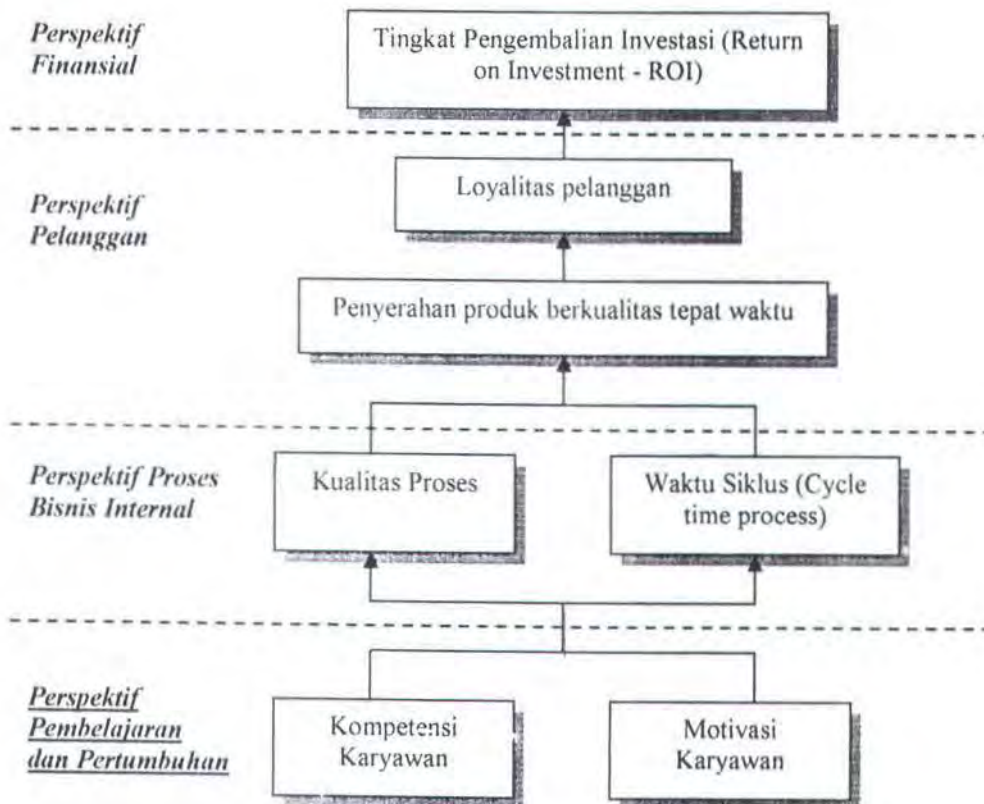 Perspektif
Finansial
Tingkat Pengembalian Investasi (Return
on Investment - ROI)
Perspektif
Pelanggan
Loyalitas pelanggan
Penyerahan produk berkualitas tepat waktu
Perspektif Proses
Bisnis Internal
Kualitas Proses
Waktu Siklus (Cycle
time process)
Perspektif
Pembelajaran
dan Pertumbuhan
Kompetensi
Karyawan
Motivasi
Karyawan